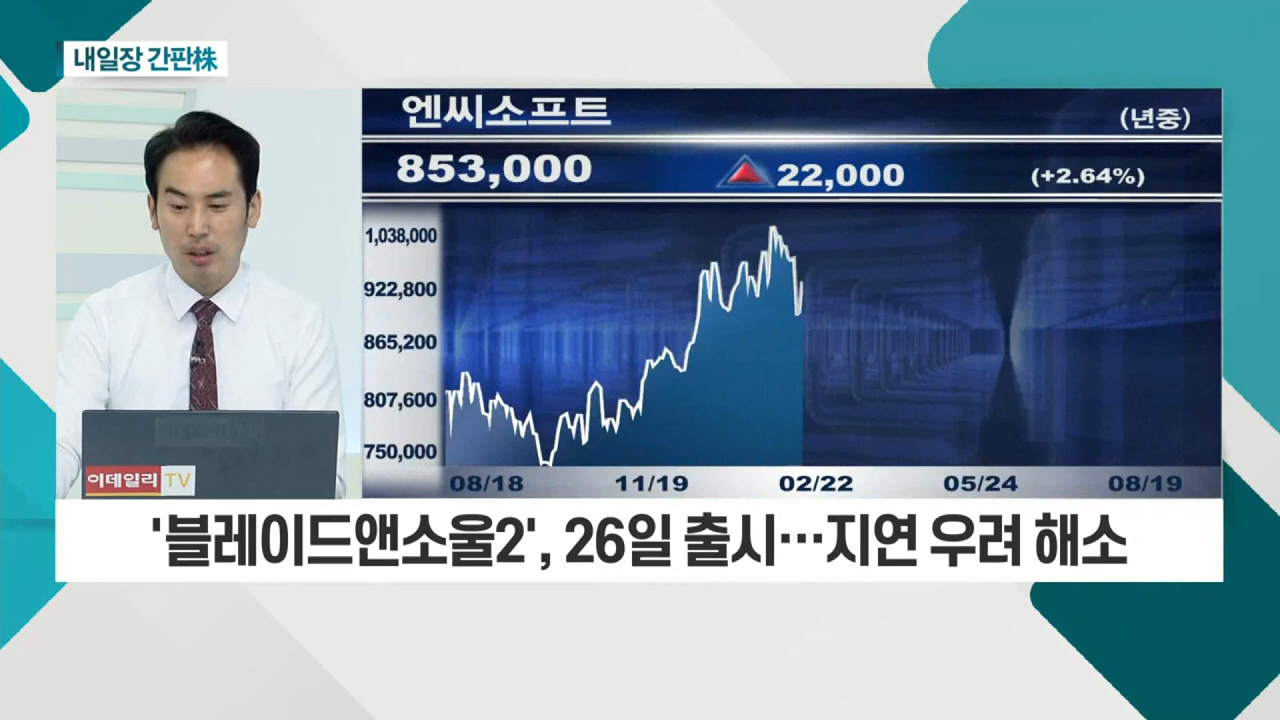 내일장 간판株
엔씨소프트
(년중)
853,000 22,000 (+2.64%)
1,038,000
922,800
865,200
807,600
750,000
08/18 11/19 02/22 05/24 08/19
이데일리TV
'블레이드앤소울2', 26일 출시…지연 우려 해소